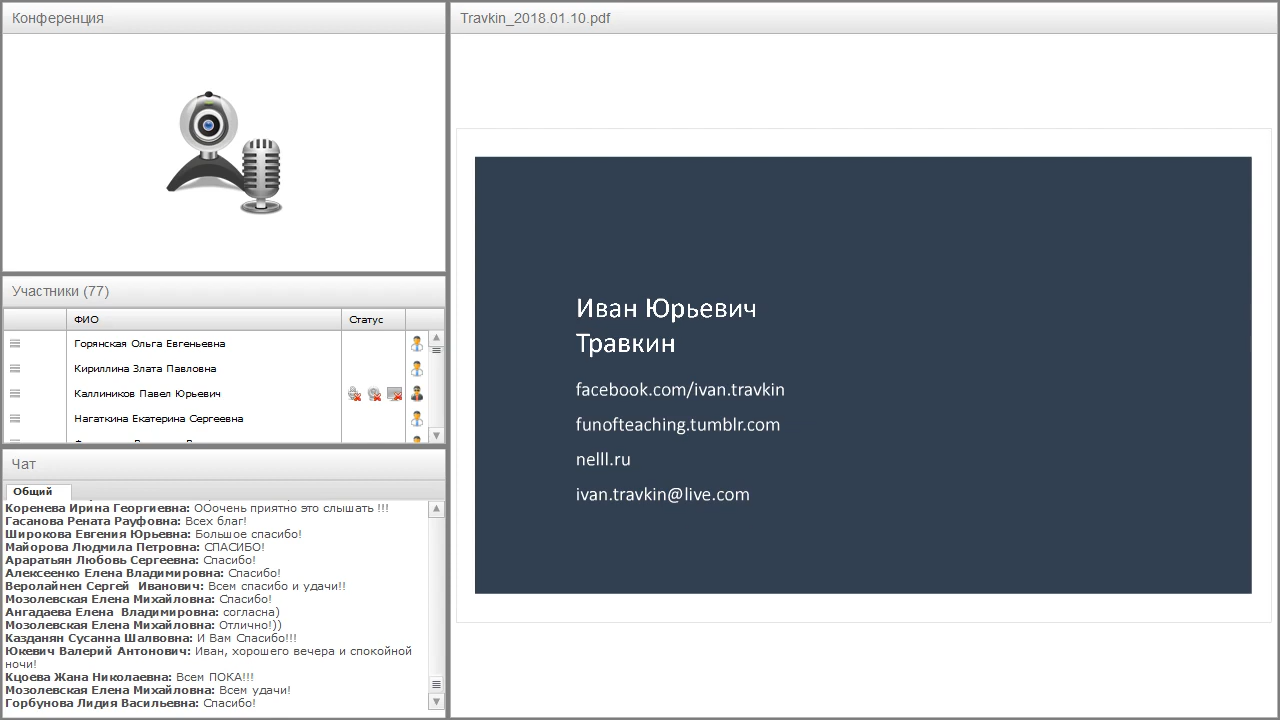 Конференция
Участники (77)
ФИО
Статус
Горянская Ольга Евгеньевна
Кириллина Злата Павловна
Каллиников Павел Юрьевич
Нагаткина Екатерина Сергеевна
Чат
Общий
Коренева Ирина Георгиевна: ООочень приятно это слышать !!!
Гасанова Рената Рауфовна: Всех благ!
Широкова Евгения Юрьевна: Большое спасибо!
Майорова Людмила Петровна: СПАСИБО!
Араратьян Любовь Сергеевна: Спасибо!
Алексеенко Елена Владимировна: Спасибо!
Веролайнен Сергей  Иванович: Всем спасибо и удачи!!
Мозолевская Елена Михайловна: Спасибо!
Ангадаева Елена  Владимировна: согласна)
Мозолевская Елена Михайловна: Отлично!))
Казданян Сусанна Шалвовна: И Вам Спасибо!!!
Юкевич Валерий Антонович: Иван, хорошего вечера и спокойной
ночи!
Кцоева Жана Николаевна: Всем ПОКА!!!
Мозолевская Елена Михайловна: Всем удачи!
Горбунова Лидия Васильевна: Спасибо!
Travkin_2018.01.10.pdf
Иван Юрьевич
Травкин
facebook.com/ivan.travkin
funofteaching.tumblr.com
nelll.ru
ivan.travkin@live.com